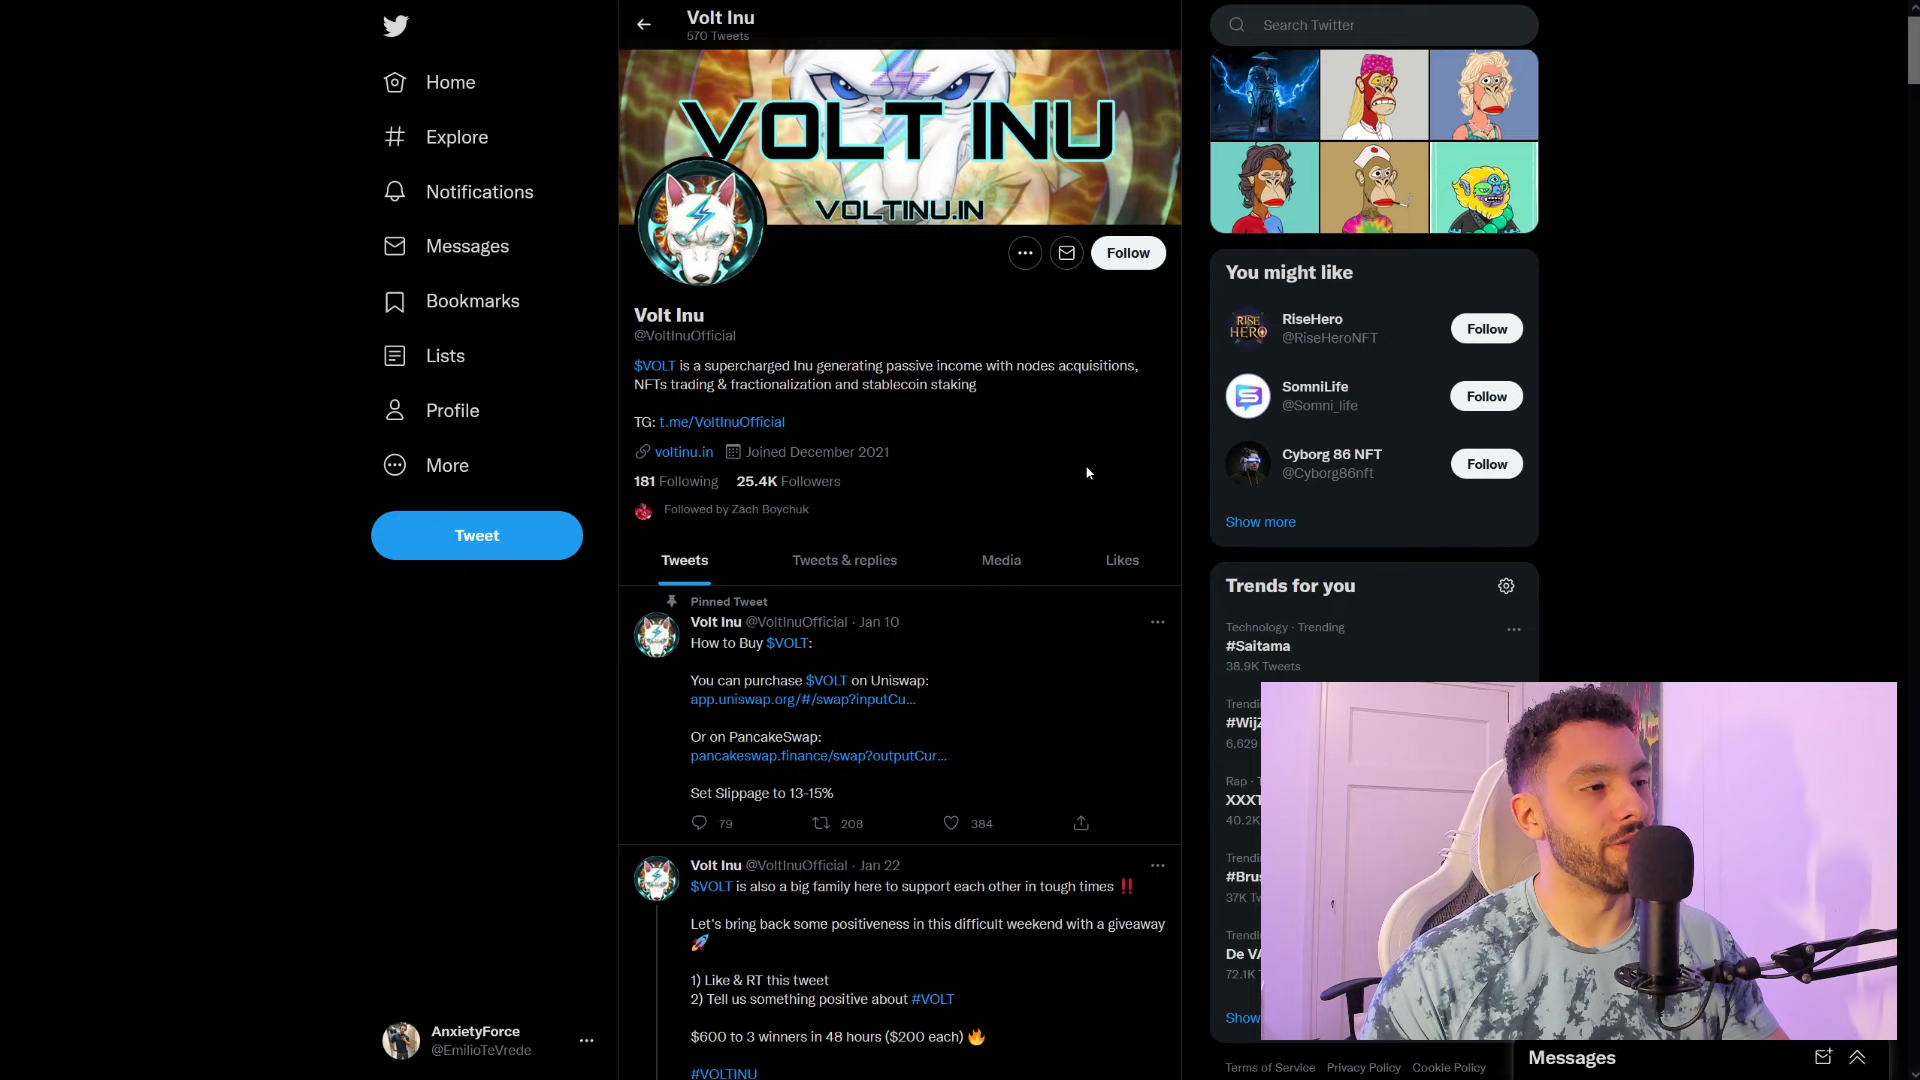 Home
Explore
Notifications
Messages
Bookmarks
Lists
Profile
More
Tweet
AnxietyForce
@EmilioTeVrede
Volt Inu
570 Tweets
VOLT INU
VOLTINU.IN
Follow
Volt Inu
@VoltInuOfficial
$VOLT is a supercharged Inu generating passive income with nodes acquisitions,
NFTs trading & fractionalization and stablecoin staking
TG: t.me/VoltInuOfficial
voltinu.in Joined December 2021
181 Following 25.4K Followers
Followed by Zach Boychuk
Tweets Tweets & replies Media Likes
Pinned Tweet
Volt Inu @VoltInuOfficial · Jan 10
How to Buy $VOLT:
You can purchase $VOLT on Uniswap:
app.uniswap.org/#/swap?inputCu...
Or on PancakeSwap:
pancakeswap.finance/swap?outputCur...
Set Slippage to 13-15%
79 208 384
Volt Inu @VoltInuOfficial · Jan 22
$VOLT is also a big family here to support each other in tough times ‼️
Let's bring back some positiveness in this difficult weekend with a giveaway
🚀
1) Like & RT this tweet
2) Tell us something positive about #VOLT
$600 to 3 winners in 48 hours ($200 each) 🔥
#VOLTINU
Search Twitter
You might like
RISE HERO
RiseHero
@RiseHeroNFT
Follow
SomniLife
@Somni_life
Follow
Cyborg 86 NFT
@Cyborg86nft
Follow
Show more
Trends for you
Technology · Trending
#Saitama
38.9K Tweets
Trendi
#WijZ
6,629
Rap · T
XXXT
40.2K
Trendi
#Brus
37K Tw
Trendi
De VA
72.1K T
Show
Terms of Service Privacy Policy Cookie Policy
Messages